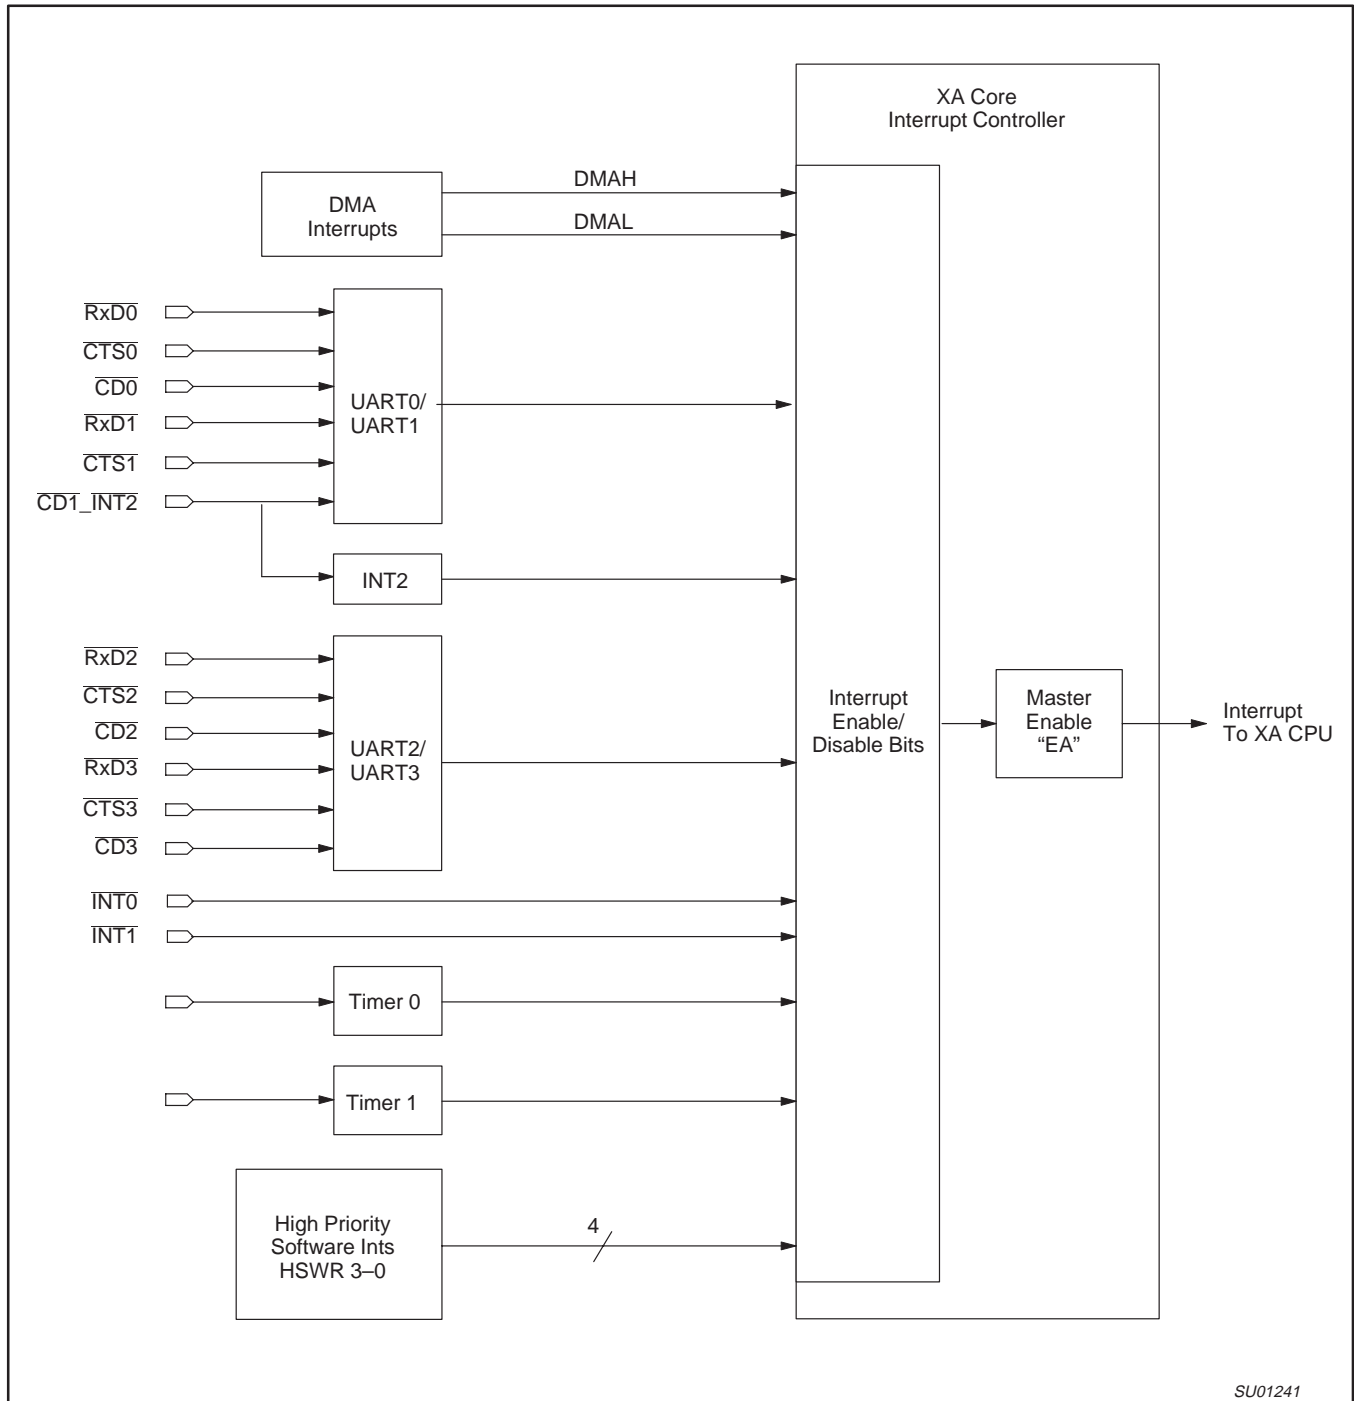 XA Core
Interrupt Controller
DMAH
DMA
Interrupts
DMAL
RxD0
CTS0
CD0
RxD1
CTS1
CD1_INT2
UART0/
UART1
INT2
RxD2
CTS2
CD2
RxD3
CTS3
CD3
UART2/
UART3
Interrupt
Enable/
Disable Bits
Master
Enable
“EA”
Interrupt
To XA CPU
INT0
INT1
Timer 0
Timer 1
High Priority
Software Ints
HSWR 3–0
4
SU01241